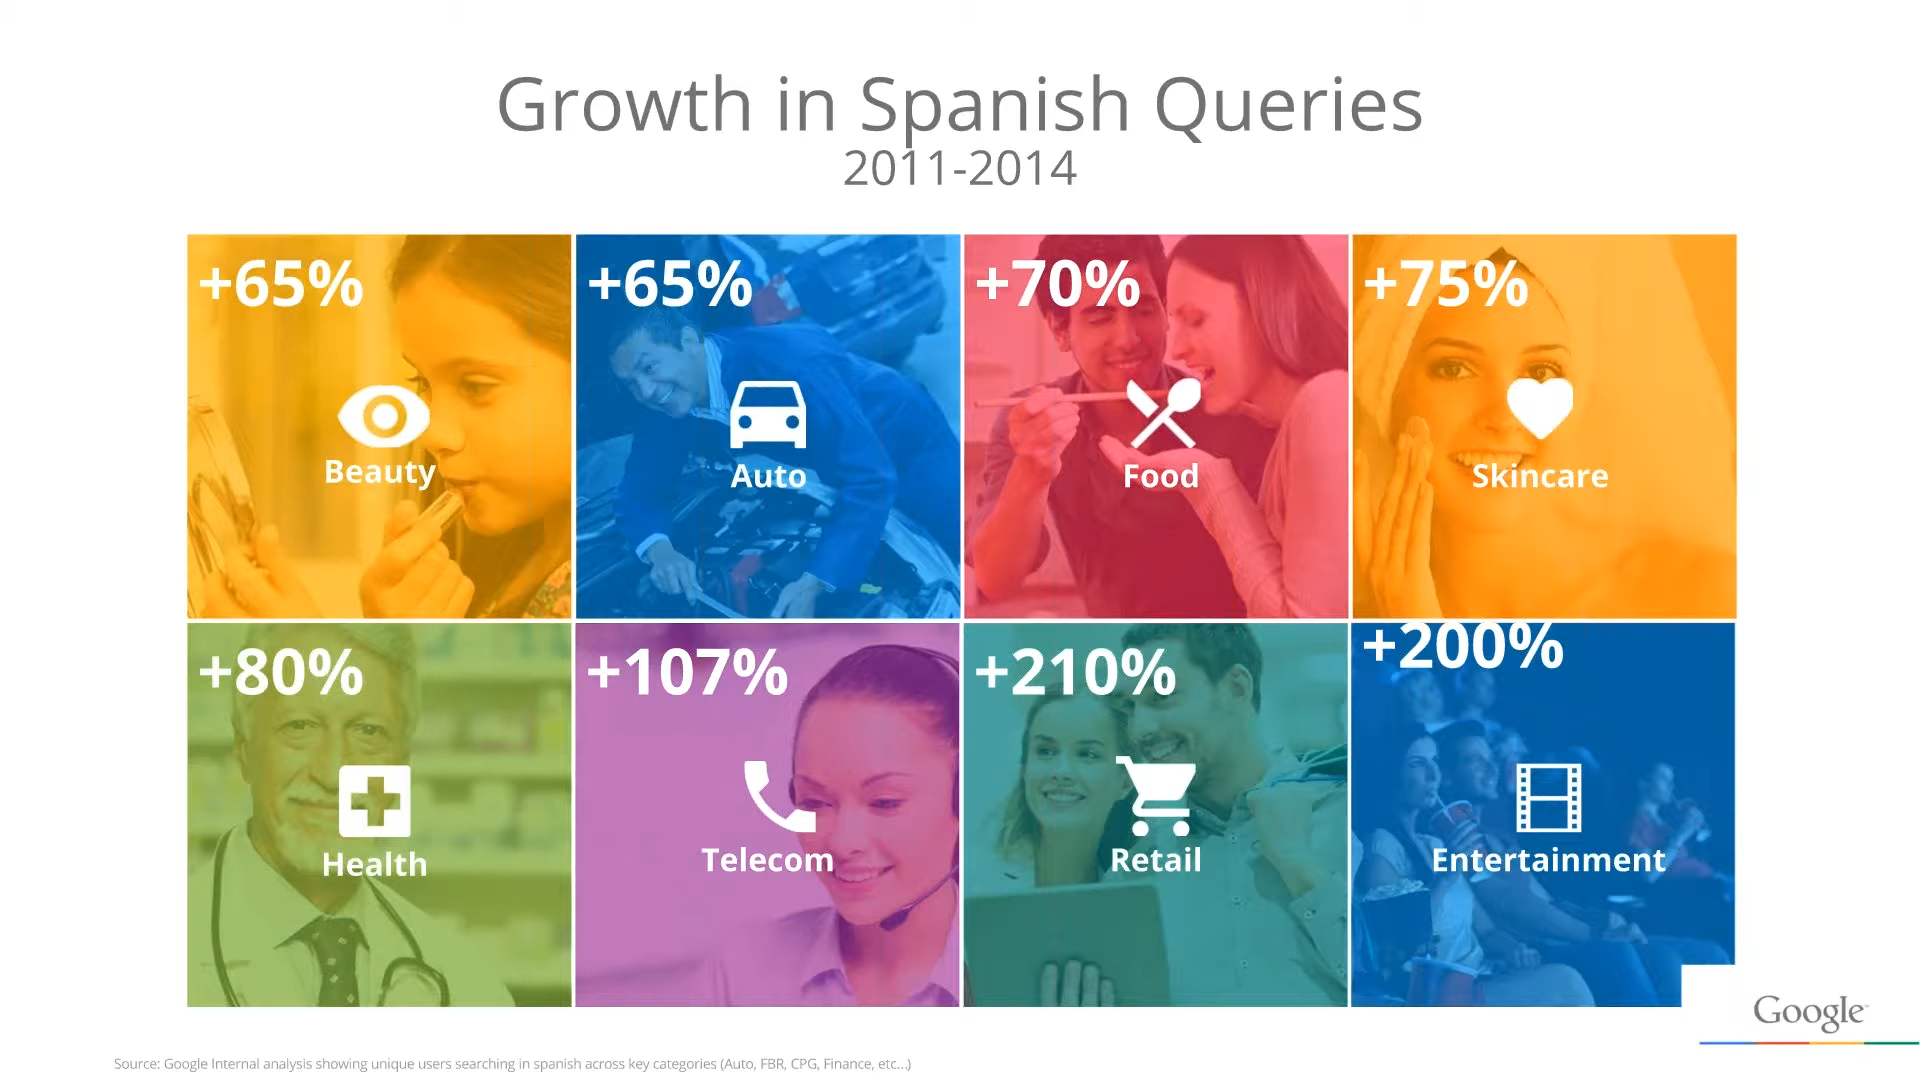 Growth in Spanish Queries
2011-2014
+65%
Beauty
+65%
Auto
+70%
Food
+75%
Skincare
+80%
Health
+107%
Telecom
+210%
Retail
+200%
Entertainment
Google
Source: Google Internal analysis showing unique users searching in spanish across key categories (Auto, FBR, CPG, Finance, etc...)